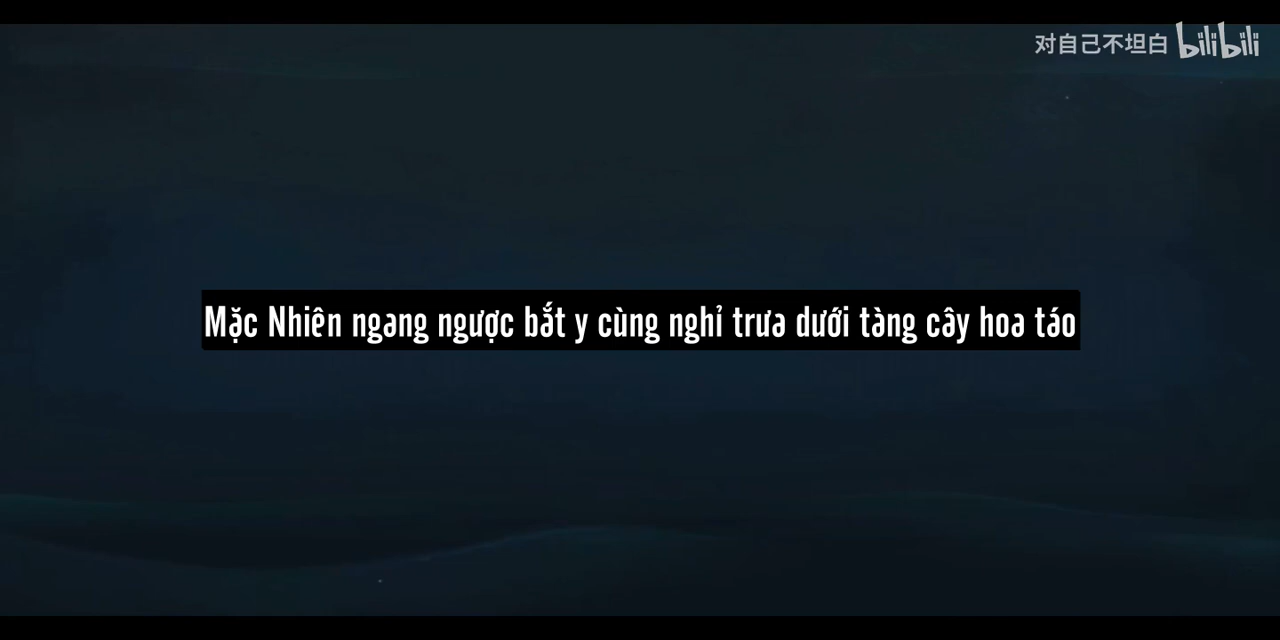 对自己不坦白 bilibili
Mặc Nhiên ngang ngược bắt y cùng nghỉ trưa dưới tàng cây hoa táo